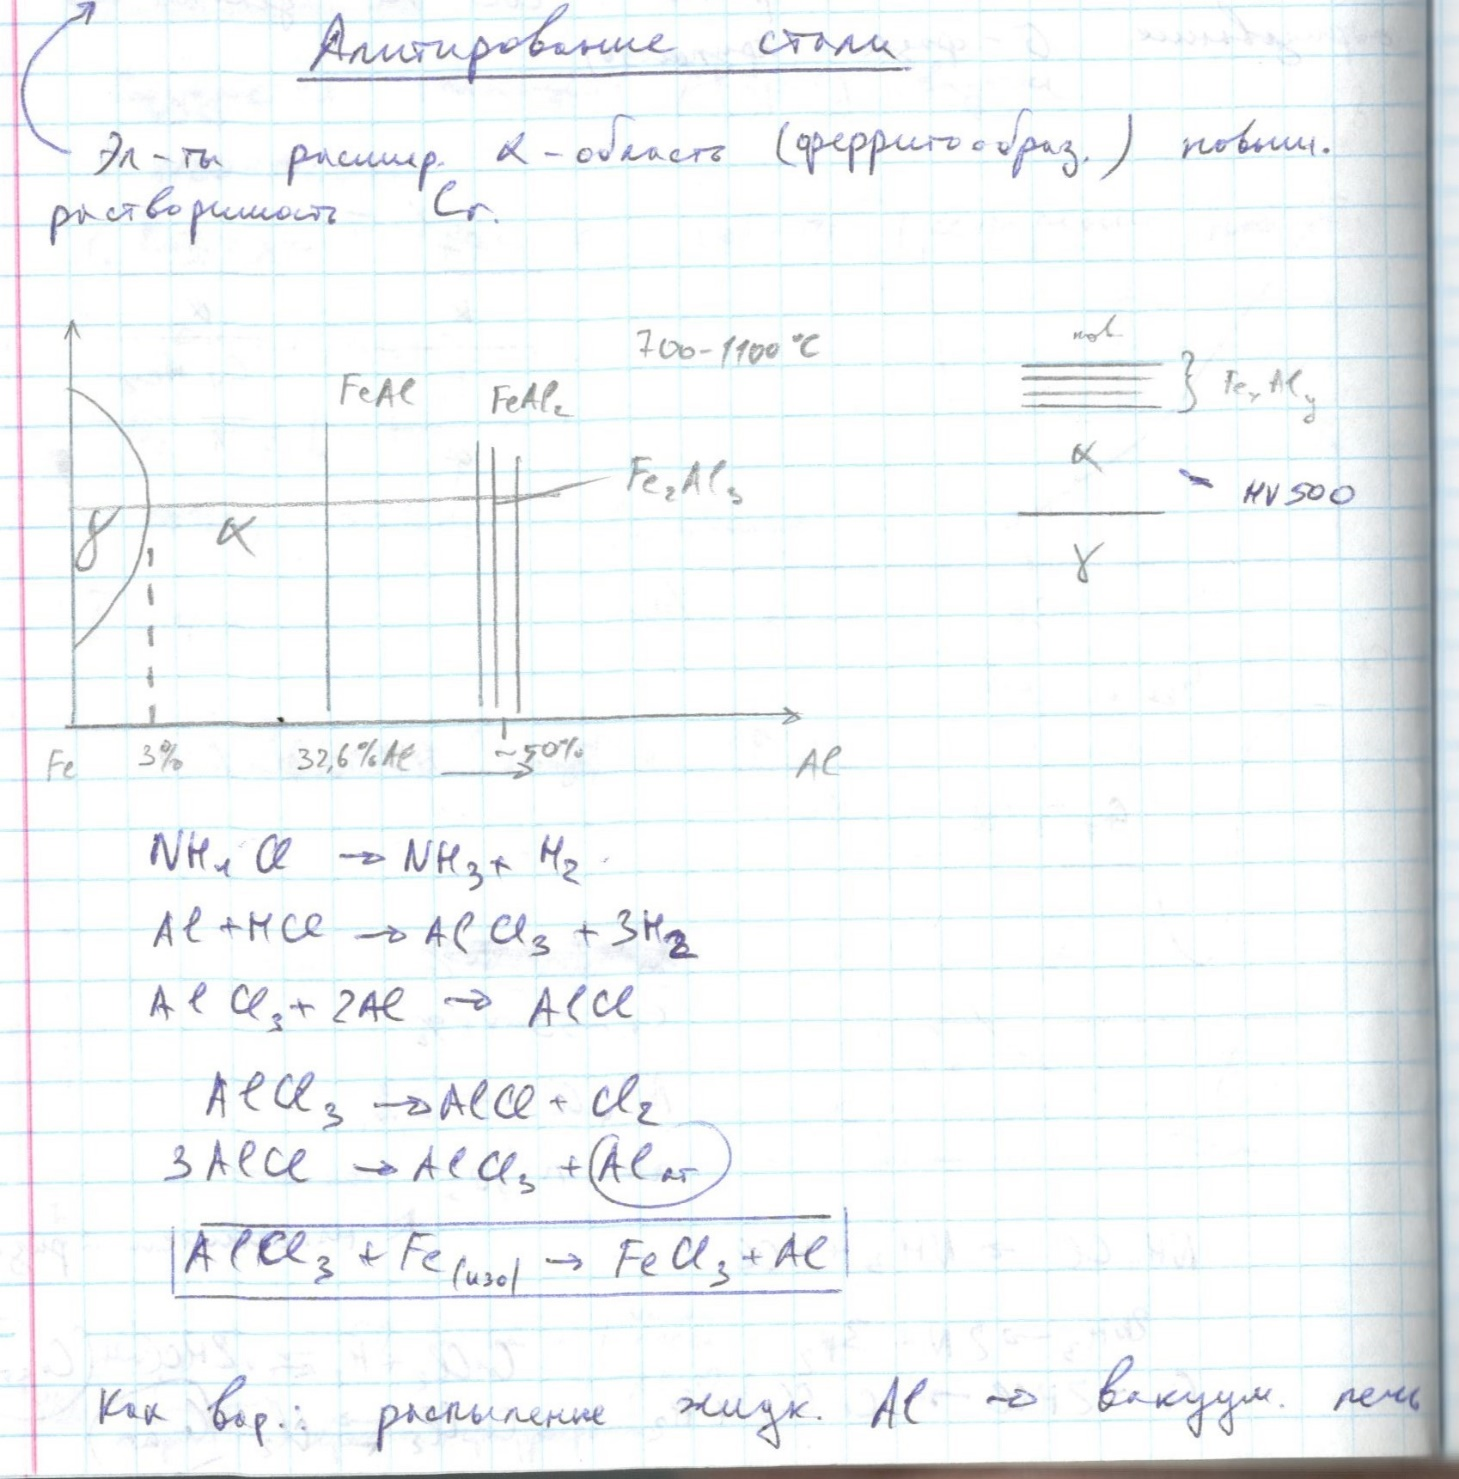 Алитирование стали
Эл-ты расшир. α-область (ферритообраз.) повыш.
растворимость Cr.
700-1100°C
FeAl
FeAl₂
Fe₂Al₃
γ
α
Fe
3%
32,6%Al
~50%
Al
пов.
FeₓAlᵧ
α
HV500
γ
NH₄Cl → NH₃+ H₂
Al+HCl → AlCl₃ + 3H₂
AlCl₃+ 2Al → AlCl
AlCl₃ → AlCl + Cl₂
3AlCl → AlCl₃ + Alат
AlCl₃ + Fe(изд) → FeCl₃ + Al
Как вар.: распыление жидк. Al → вакуум. печь